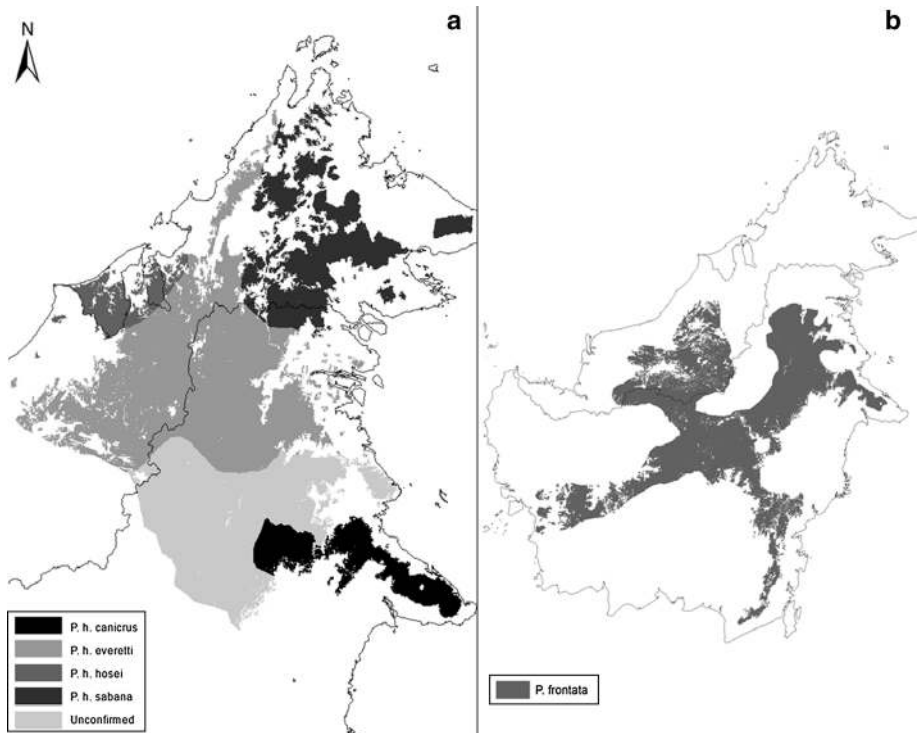 a
N
P. h. canicrus
P. h. everetti
P. h. hosei
P. h. sabana
Unconfirmed
b
P. frontata